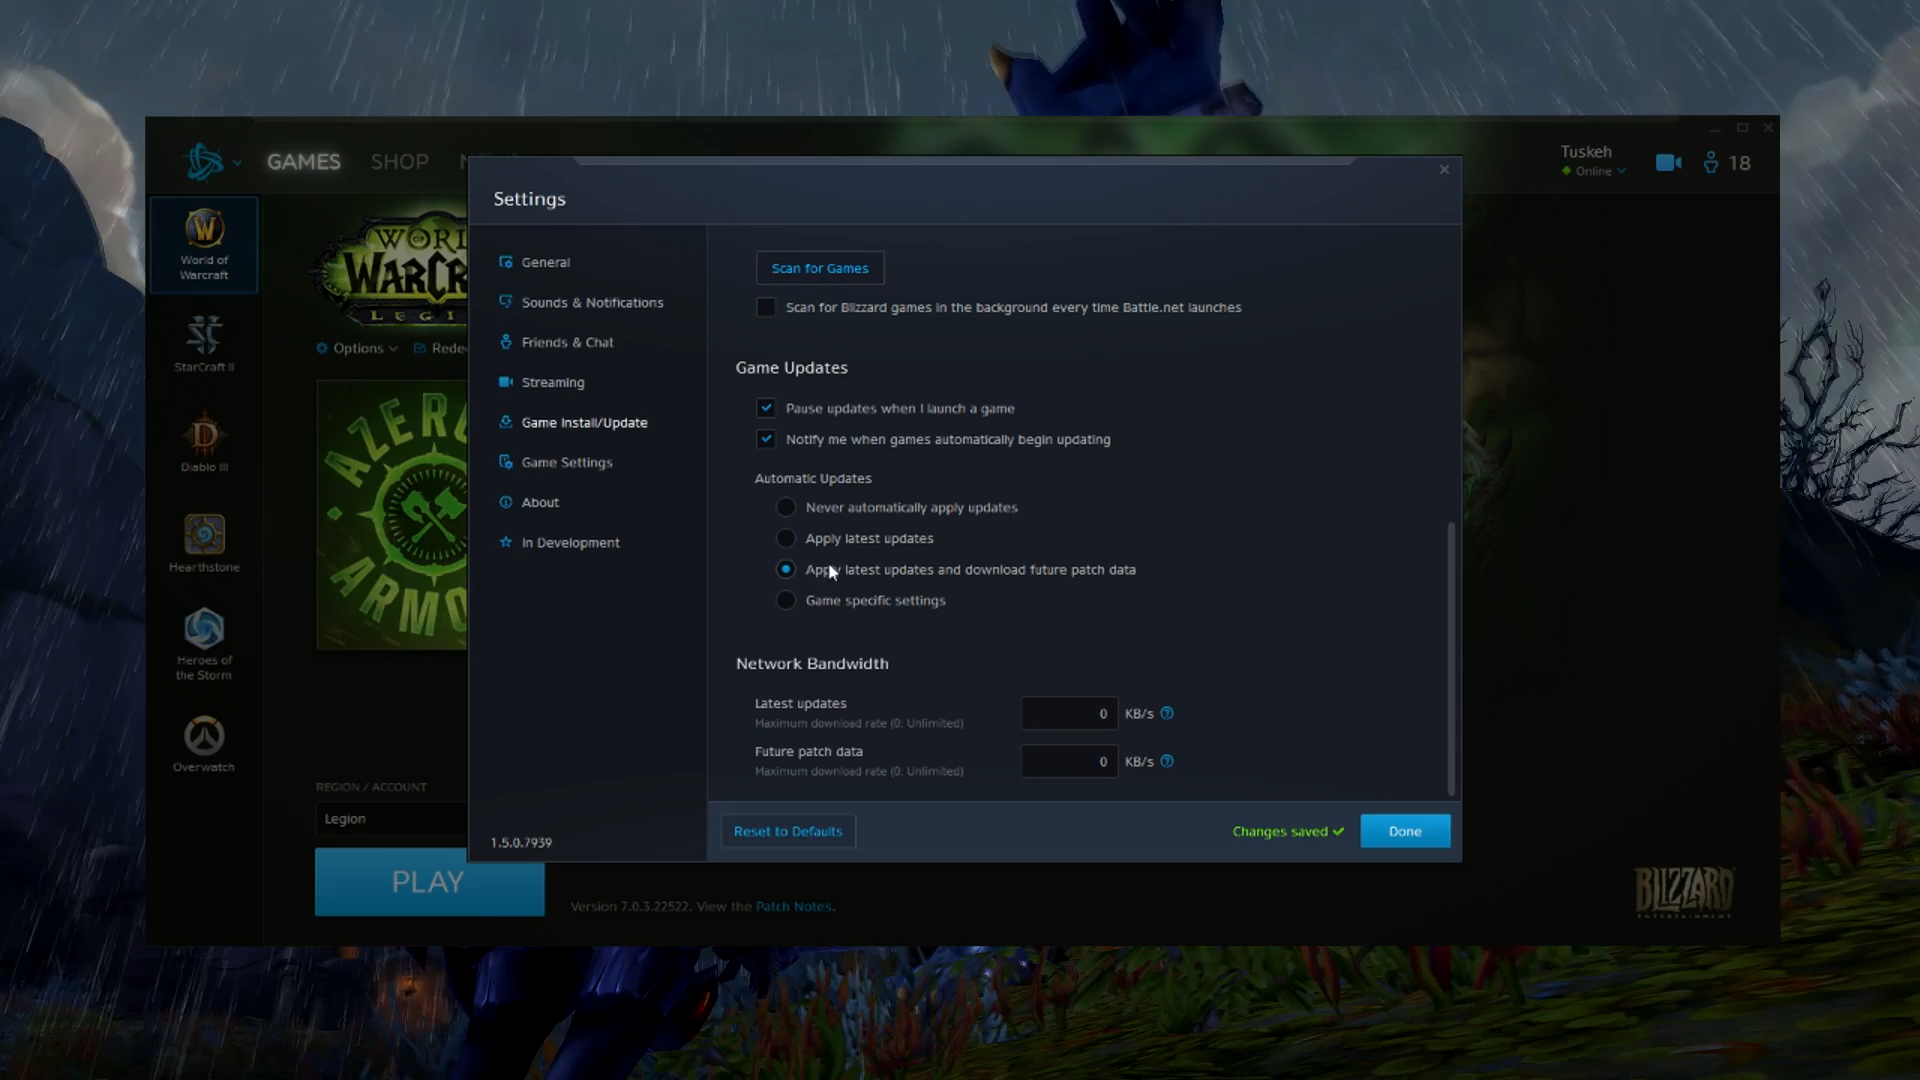 GAMES
SHOP
Tuskeh
Online
18
World of
Warcraft
StarCraft II
Diablo III
Hearthstone
Heroes of
the Storm
Overwatch
LEGI
Options
Rede
AZER
ARMO
REGION / ACCOUNT
Legion
PLAY
Version 7.0.3.22522. View the Patch Notes.
BLIZZARD
ENTERTAINMENT
Settings
General
Sounds & Notifications
Friends & Chat
Streaming
Game Install/Update
Game Settings
About
In Development
1.5.0.7939
Scan for Games
Scan for Blizzard games in the background every time Battle.net launches
Game Updates
Pause updates when I launch a game
Notify me when games automatically begin updating
Automatic Updates
Never automatically apply updates
Apply latest updates
Apply latest updates and download future patch data
Game specific settings
Network Bandwidth
Latest updates
Maximum download rate (0: Unlimited)
0 KB/s
Future patch data
Maximum download rate (0: Unlimited)
0 KB/s
Reset to Defaults
Changes saved
Done